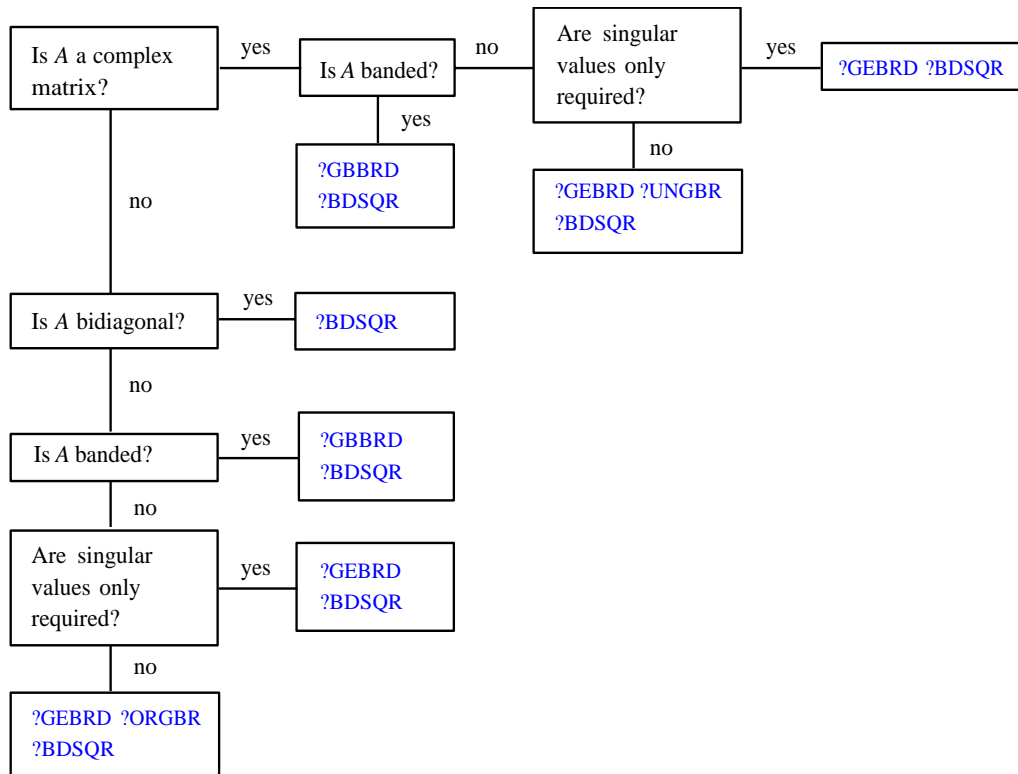 Is A a complex
matrix?
yes
Is A banded?
no
Are singular
values only
required?
yes
?GEBRD ?BDSQR
yes
?GBBRD
?BDSQR
no
?GEBRD ?UNGBR
?BDSQR
no
Is A bidiagonal?
yes
?BDSQR
no
Is A banded?
yes
?GBBRD
?BDSQR
no
Are singular
values only
required?
yes
?GEBRD
?BDSQR
no
?GEBRD ?ORGBR
?BDSQR